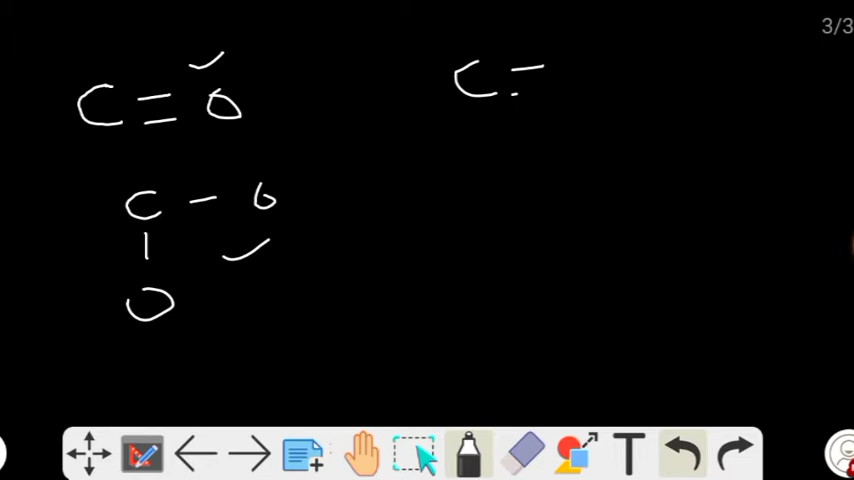 3/3
C = O
C =
C - O
|
O
T